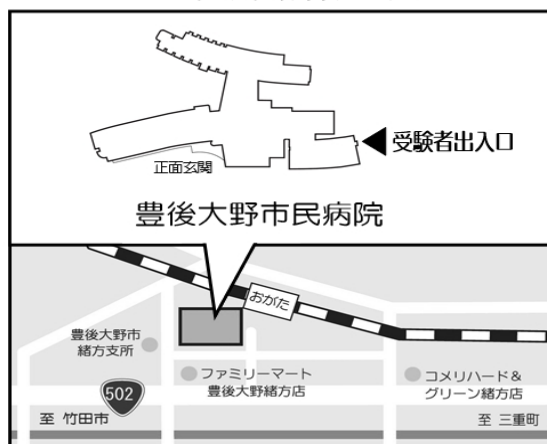 受験者出入口
正面玄関
豊後大野市民病院
おがた
豊後大野市
緒方支所
ファミリーマート
豊後大野緒方店
コメリハード＆
グリーン緒方店
502
至 竹田市
至 三重町